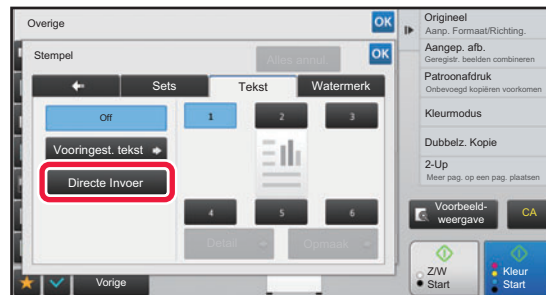 Overige
OK
Stempel
Alles annul.
OK
Sets
Tekst
Watermerk
Off
1
2
3
Vooringest. tekst
Directe Invoer
4
5
6
Detail
Opmaak
Vorige
Origineel
Aanp. Formaat/Richting.
Aangep. afb.
Geregistr. beelden combineren
Patroonafdruk
Onbevoegd kopiëren voorkomen
Kleurmodus
Dubbelz. Kopie
2-Up
Meer pag. op een pag. plaatsen
Voorbeeld-
weergave
CA
Z/W
Start
Kleur
Start